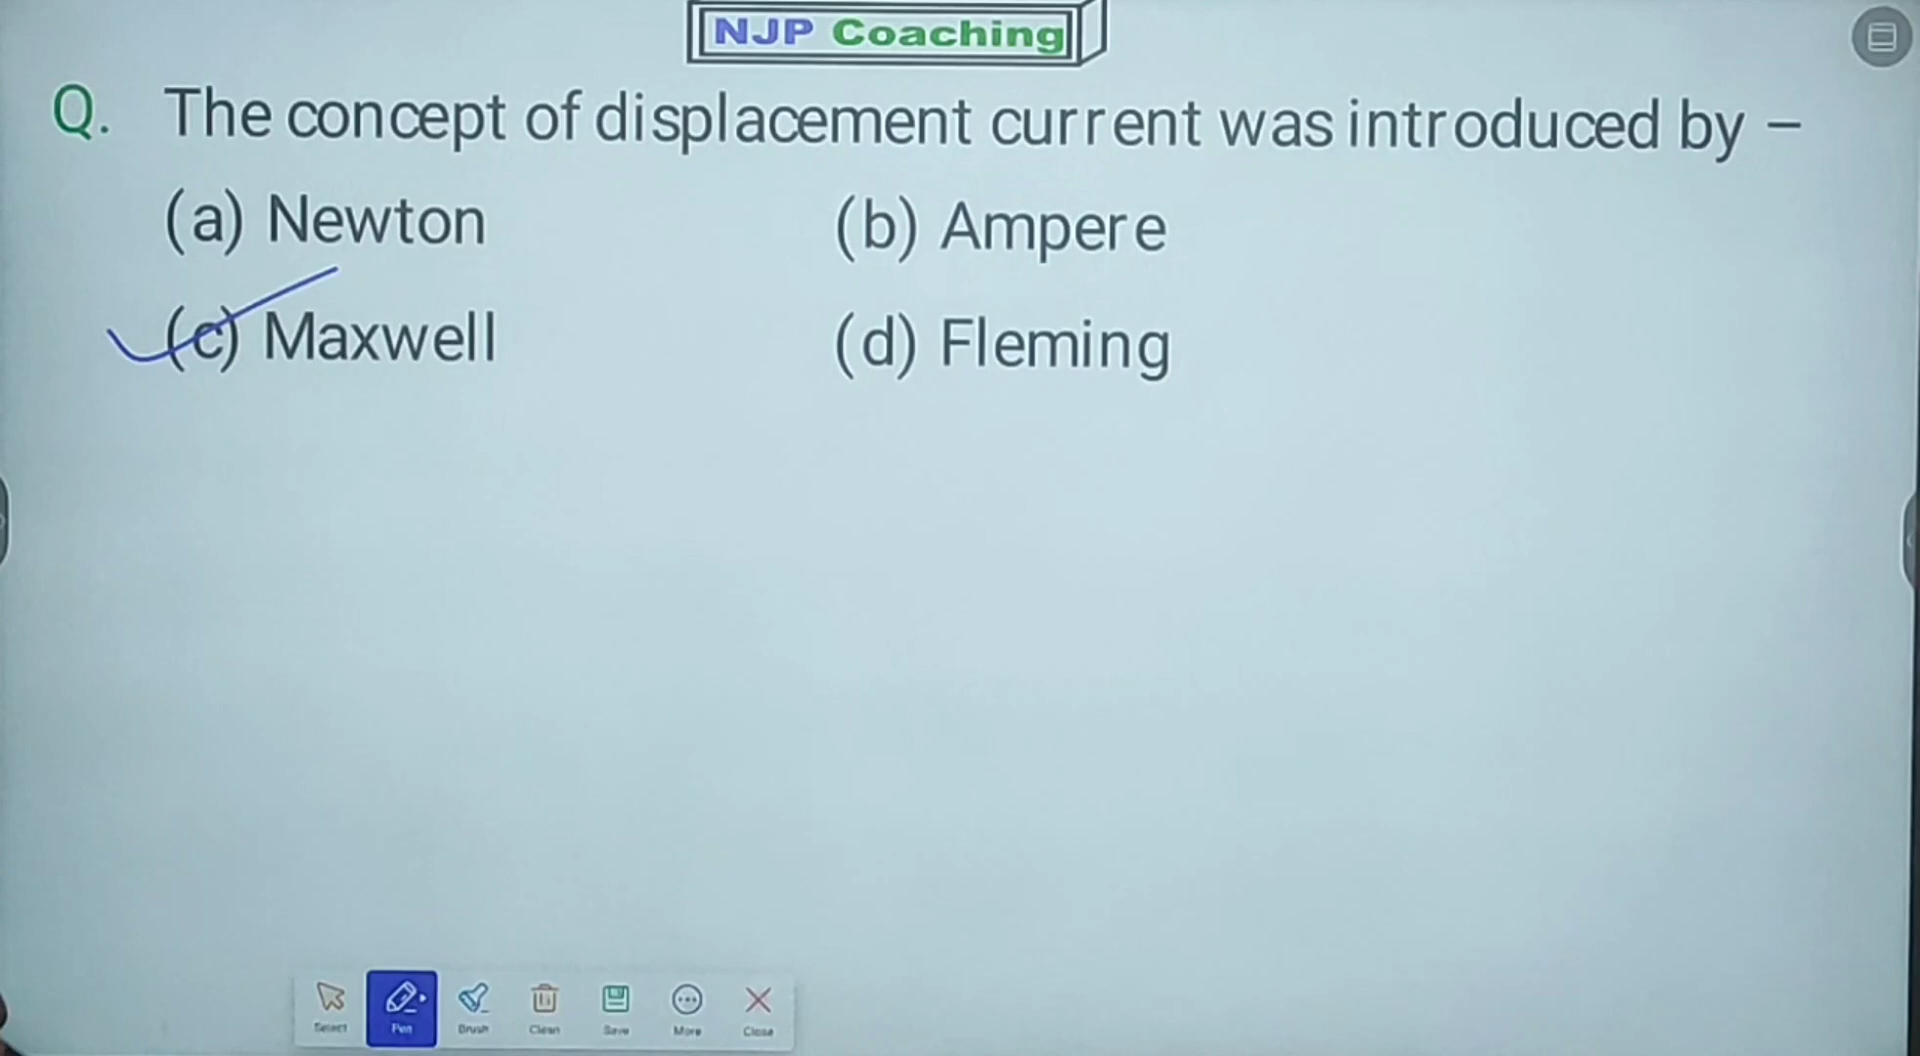 NJP Coaching
Q. The concept of displacement current was introduced by –
(a) Newton (b) Ampere
(c) Maxwell (d) Fleming
Select Pen Brush Clean Save More Close